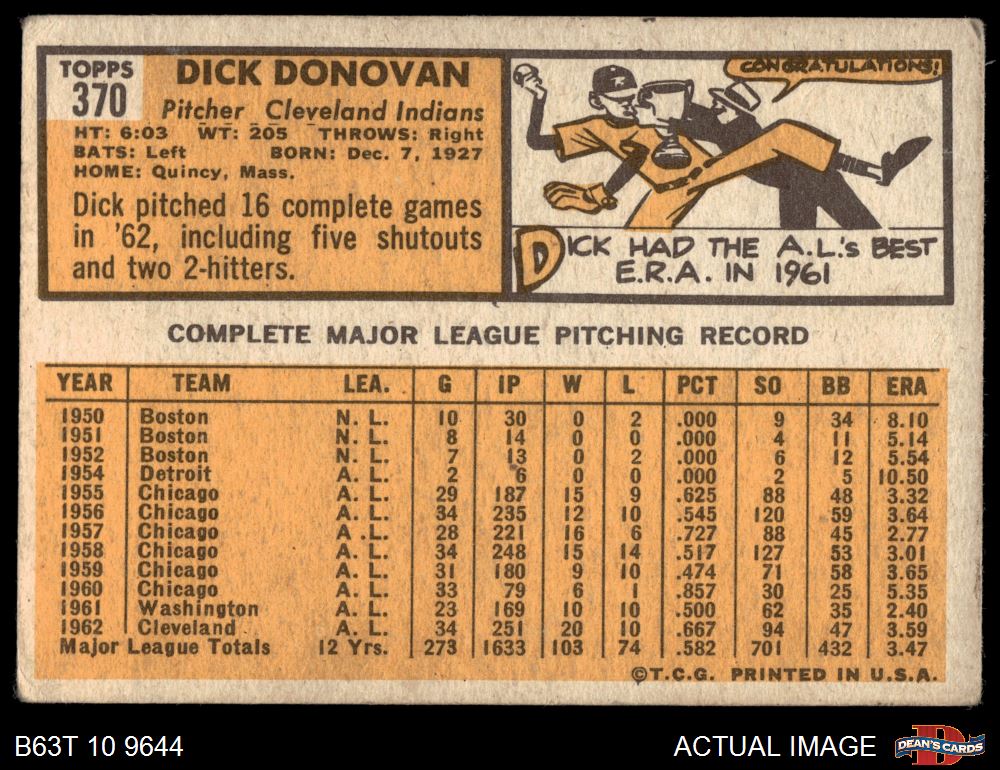 TOPPS
370
DICK DONOVAN
Pitcher Cleveland Indians
HT: 6:03 WT: 205 THROWS: Right
BATS: Left BORN: Dec. 7, 1927
HOME: Quincy, Mass.
Dick pitched 16 complete games
in '62, including five shutouts
and two 2-hitters.
CONGRATULATIONS!
DICK HAD THE A.L.'s BEST
E.R.A. IN 1961
COMPLETE MAJOR LEAGUE PITCHING RECORD
YEAR TEAM LEA. G IP W L PCT SO BB ERA
1950 Boston N. L. 10 30 0 2 .000 9 34 8.10
1951 Boston N. L. 8 14 0 0 .000 4 11 5.14
1952 Boston N. L. 7 13 0 2 .000 6 12 5.54
1954 Detroit A. L. 2 6 0 0 .000 2 5 10.50
1955 Chicago A. L. 29 187 15 9 .625 88 48 3.32
1956 Chicago A. L. 34 235 12 10 .545 120 59 3.64
1957 Chicago A .L. 28 221 16 6 .727 88 45 2.77
1958 Chicago A. L. 34 248 15 14 .517 127 53 3.01
1959 Chicago A. L. 31 180 9 10 .474 71 58 3.65
1960 Chicago A. L. 33 79 6 1 .857 30 25 5.35
1961 Washington A. L. 23 169 10 10 .500 62 35 2.40
1962 Cleveland A. L. 34 251 20 10 .667 94 47 3.59
Major League Totals 12 Yrs. 273 1633 103 74 .582 701 432 3.47
©T.C.G. PRINTED IN U.S.A.
B63T 10 9644
ACTUAL IMAGE
DEAN'S CARDS